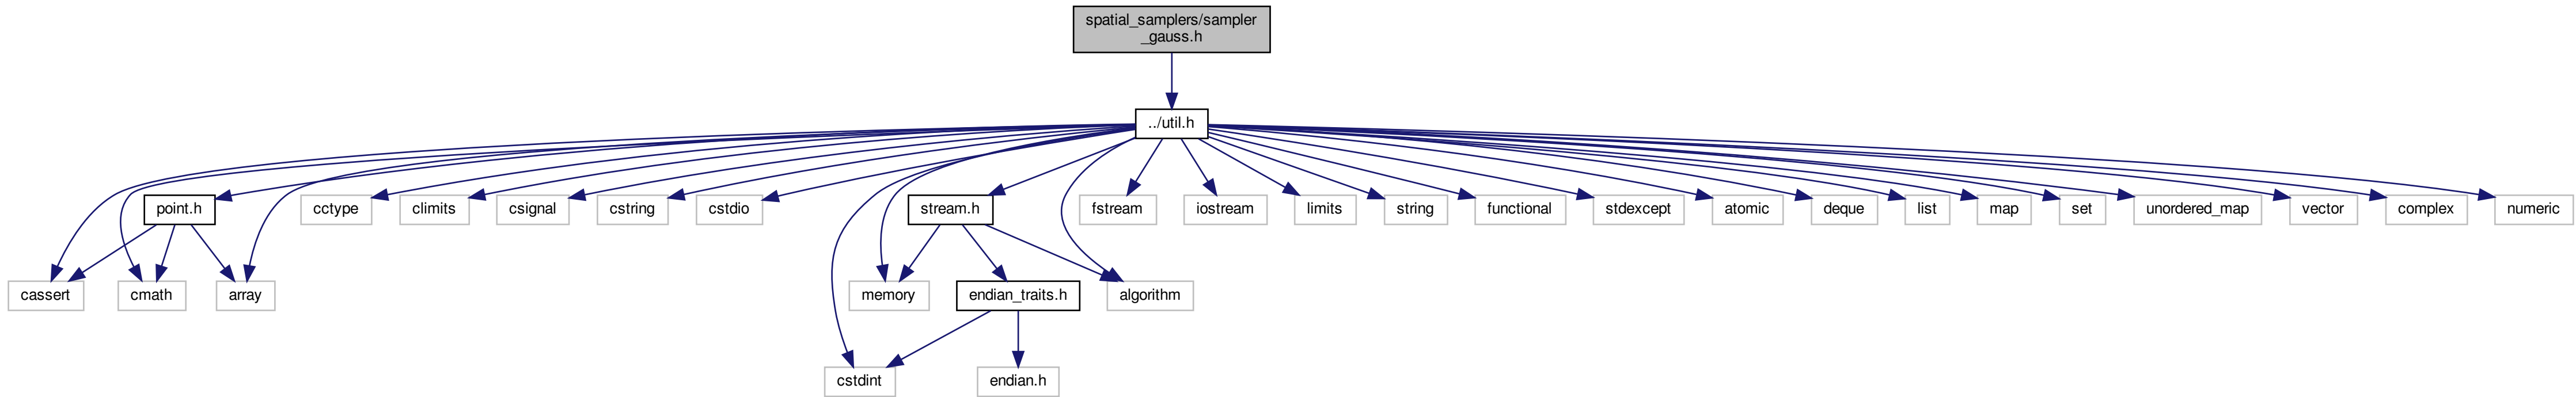 spatial_samplers/sampler
_gauss.h
../util.h
point.h
cctype
climits
csignal
cstring
cstdio
stream.h
fstream
iostream
limits
string
functional
stdexcept
atomic
deque
list
map
set
unordered_map
vector
complex
numeric
cassert
cmath
array
memory
endian_traits.h
algorithm
cstdint
endian.h